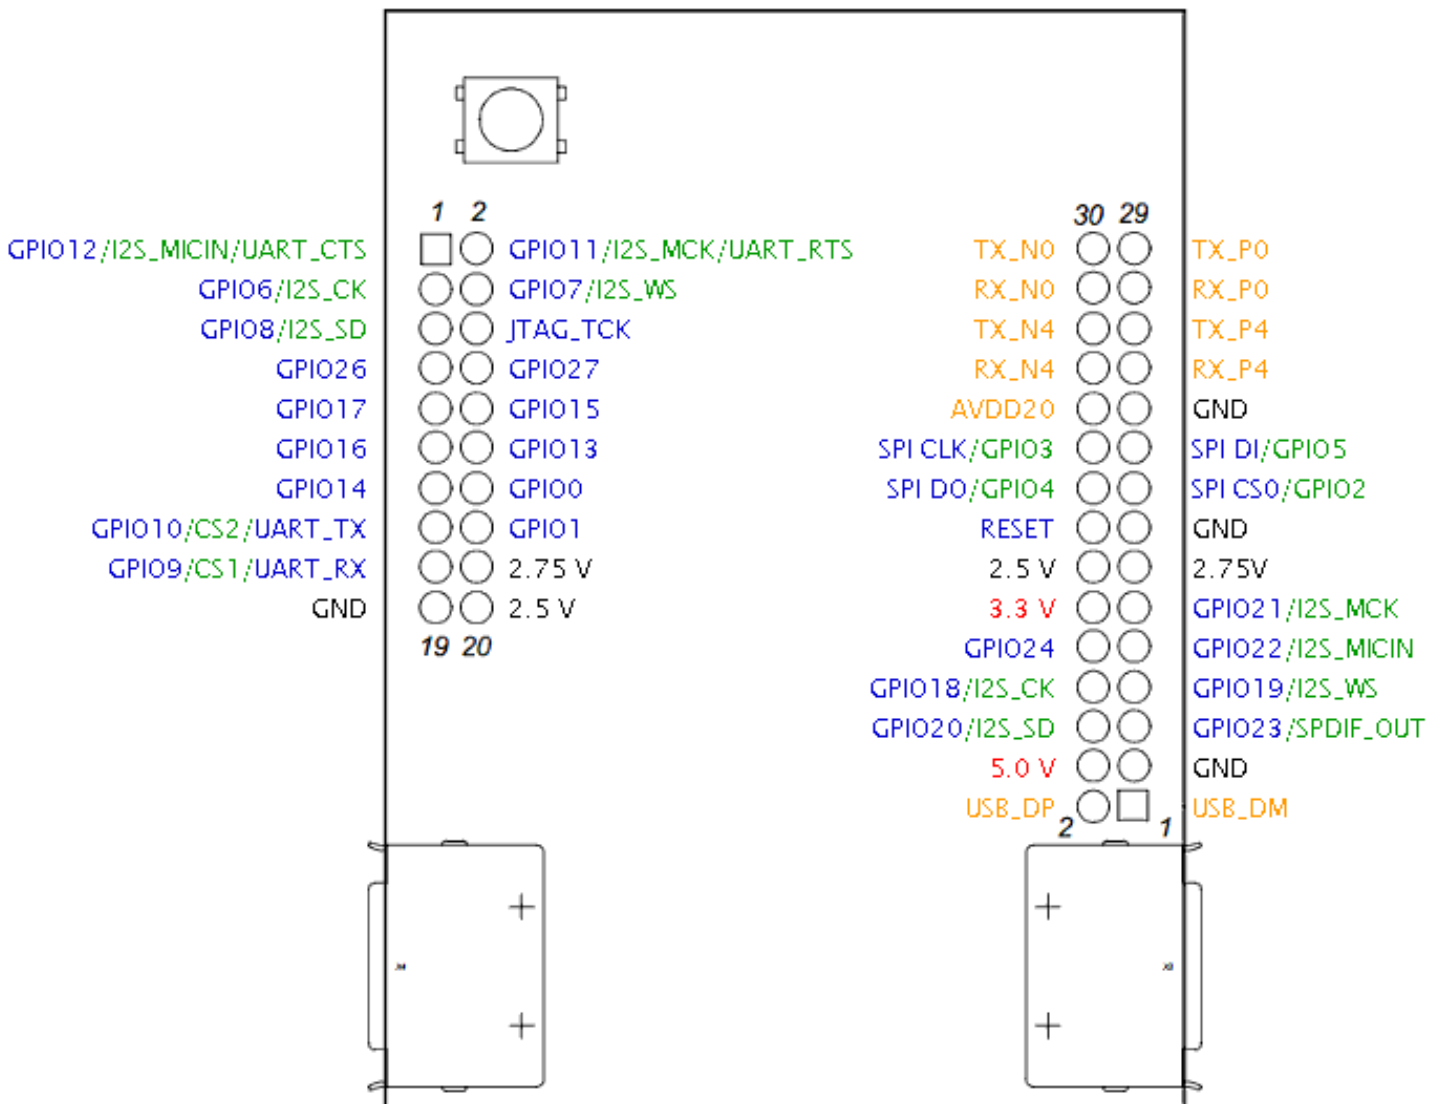 1 2 30 29
GPIO12/I2S_MICIN/UART_CTS GPIO11/I2S_MCK/UART_RTS TX_N0 TX_P0
GPIO6/I2S_CK GPIO7/I2S_WS RX_N0 RX_P0
GPIO8/I2S_SD JTAG_TCK TX_N4 TX_P4
GPIO26 GPIO27 RX_N4 RX_P4
GPIO17 GPIO15 AVDD20 GND
GPIO16 GPIO13 SPI CLK/GPIO3 SPI DI/GPIO5
GPIO14 GPIO0 SPI DO/GPIO4 SPI CS0/GPIO2
GPIO10/CS2/UART_TX GPIO1 RESET GND
GPIO9/CS1/UART_RX 2.75 V 2.5 V 2.75V
GND 2.5 V 3.3 V GPIO21/I2S_MCK
19 20 GPIO24 GPIO22/I2S_MICIN
GPIO18/I2S_CK GPIO19/I2S_WS
GPIO20/I2S_SD GPIO23/SPDIF_OUT
5.0 V GND
USB_DP USB_DM
2 1